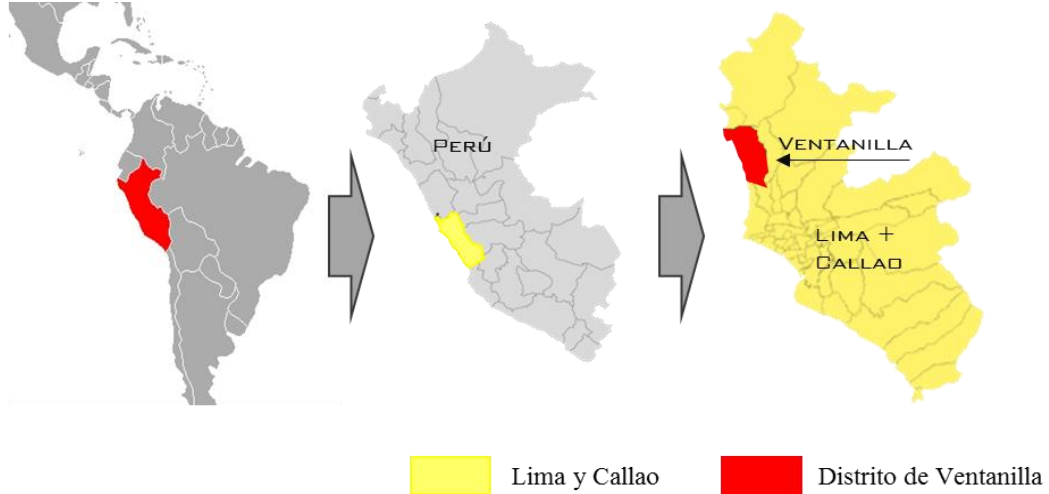 PERÚ
VENTANILLA
LIMA +
CALLAO
Lima y Callao
Distrito de Ventanilla